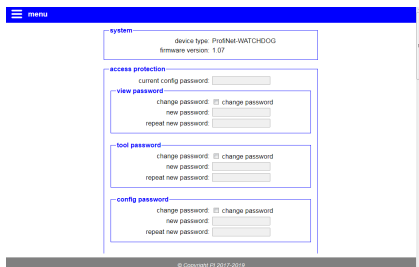 menu
system
device type: ProfiNet-WATCHDOG
firmware version: 1.07
access protection
current config password:
view password
change password: change password
new password:
repeat new password:
tool password
change password: change password
new password:
repeat new password:
config password
change password: change password
new password:
repeat new password:
© Copyright PI 2017-2019